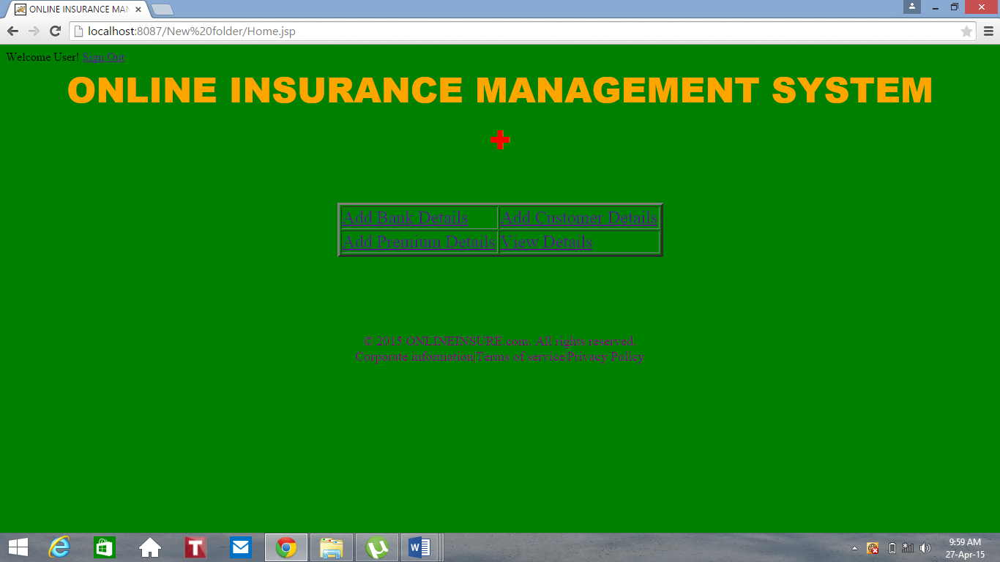 ONLINE INSURANCE MAN
localhost:8087/New%20folder/Home.jsp
Welcome User! Sign Out
ONLINE INSURANCE MANAGEMENT SYSTEM
Add Bank Details Add Customer Details
Add Premium Details View Details
© 2015 ONLINEINSURE.com. All rights reserved.
Corporate information|Terms of service Privacy Policy
9:59 AM
27-Apr-15